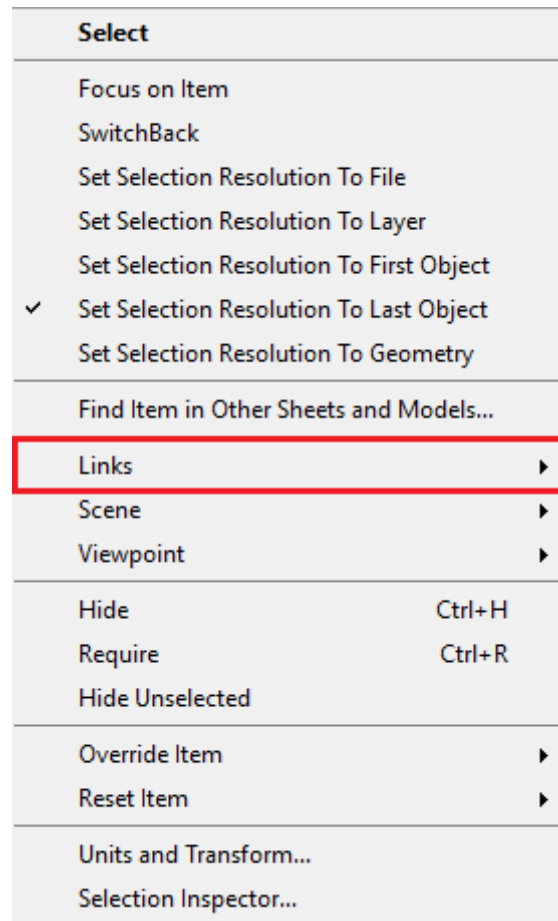 Select
Focus on Item
SwitchBack
Set Selection Resolution To File
Set Selection Resolution To Layer
Set Selection Resolution To First Object
Set Selection Resolution To Last Object
Set Selection Resolution To Geometry
Find Item in Other Sheets and Models...
Links
Scene
Viewpoint
Hide Ctrl+H
Require Ctrl+R
Hide Unselected
Override Item
Reset Item
Units and Transform...
Selection Inspector...